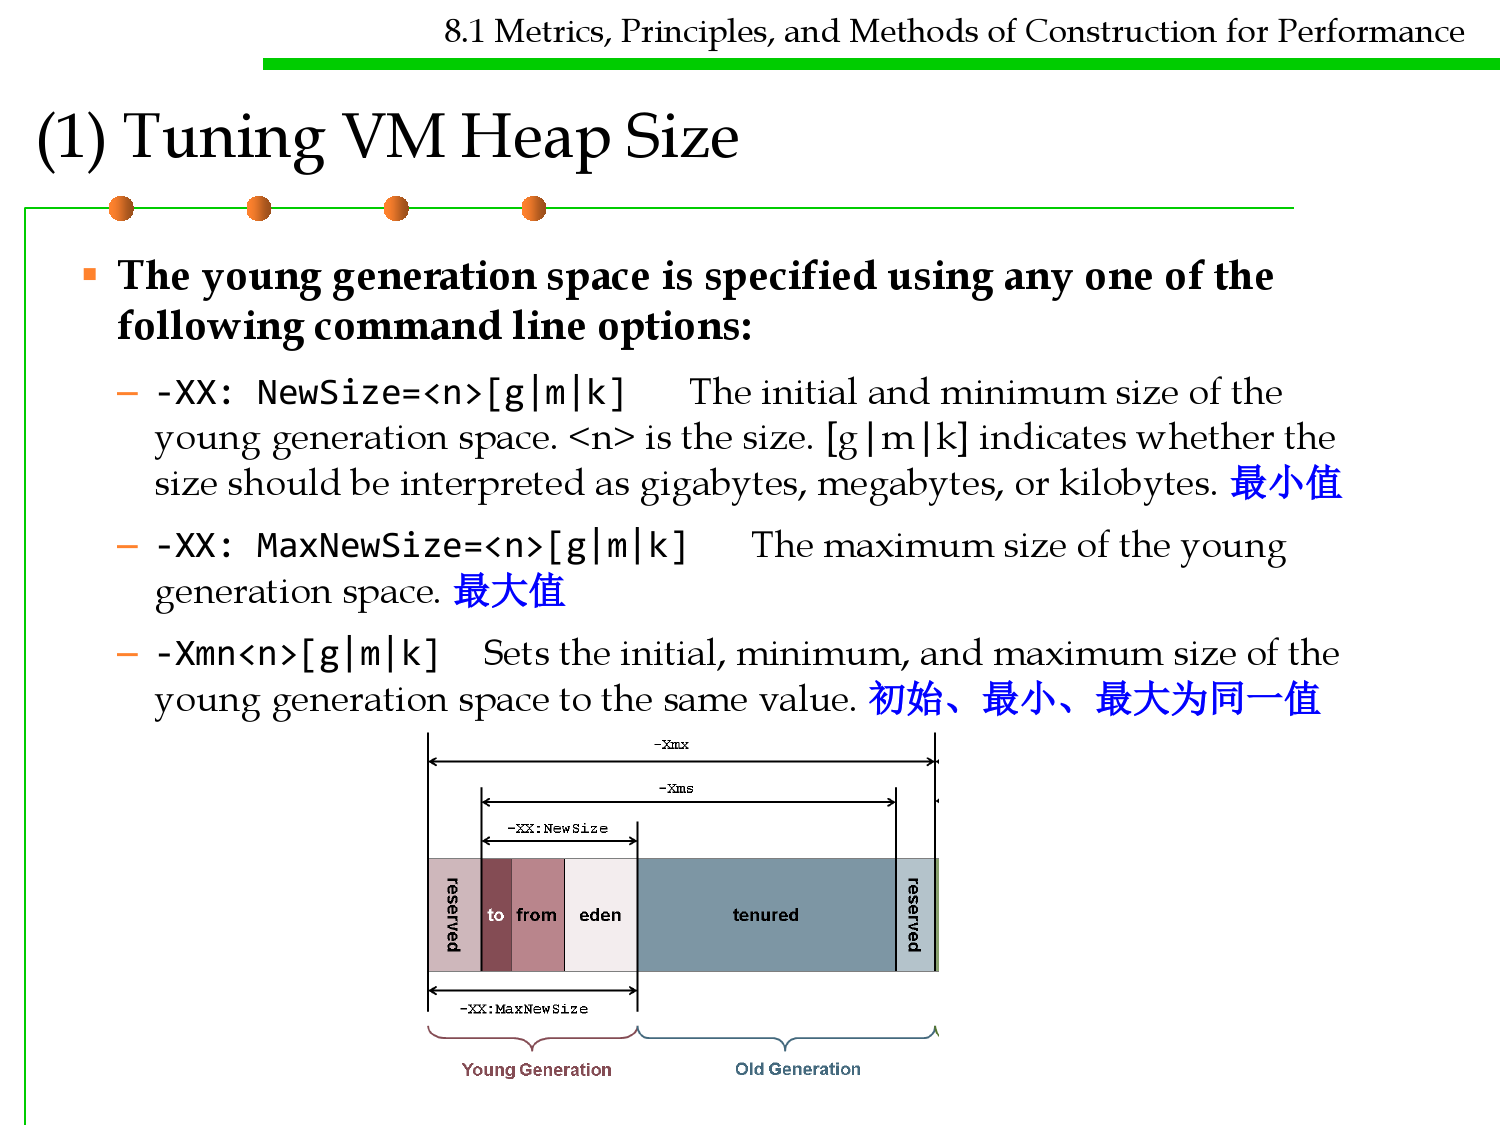 8.1 Metrics, Principles, and Methods of Construction for Performance
(1) Tuning VM Heap Size
▪ The young generation space is specified using any one of the
following command line options:
– -XX: NewSize=<n>[g|m|k] The initial and minimum size of the
young generation space. <n> is the size. [g|m|k] indicates whether the
size should be interpreted as gigabytes, megabytes, or kilobytes. 最小值
– -XX: MaxNewSize=<n>[g|m|k] The maximum size of the young
generation space. 最大值
– -Xmn<n>[g|m|k] Sets the initial, minimum, and maximum size of the
young generation space to the same value. 初始、最小、最大为同一值
-Xmx
-Xms
-XX:NewSize
reserved
to
from
eden
tenured
reserved
-XX:MaxNewSize
Young Generation
Old Generation